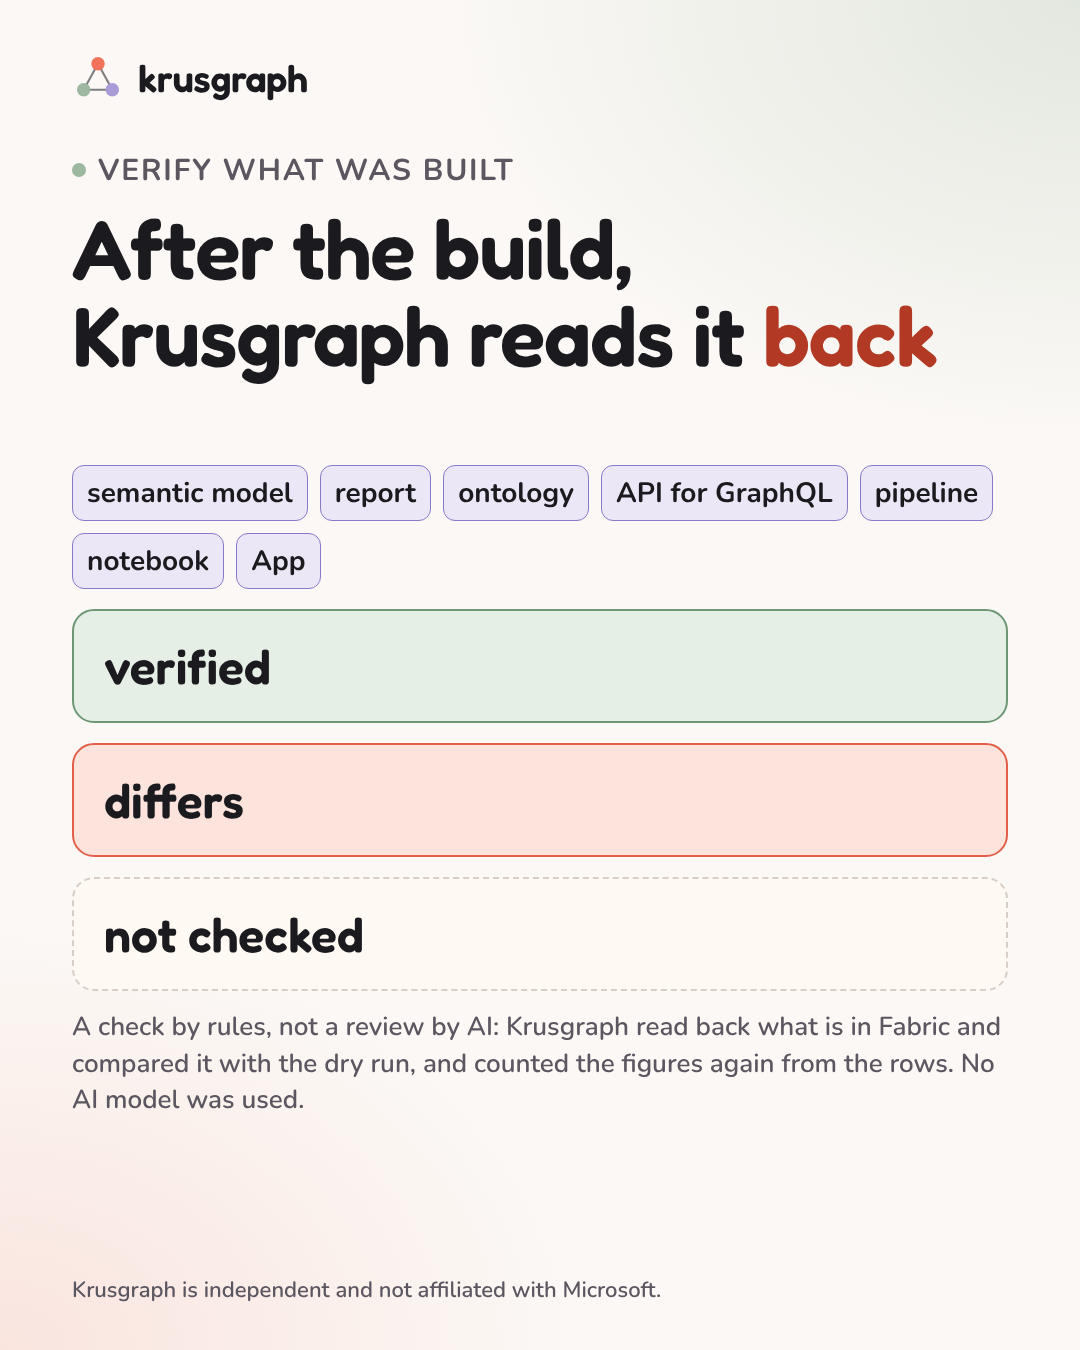 krusgraph
VERIFY WHAT WAS BUILT
After the build,
Krusgraph reads it back
semantic model report ontology API for GraphQL pipeline
notebook App
verified
differs
not checked
A check by rules, not a review by AI: Krusgraph read back what is in Fabric and
compared it with the dry run, and counted the figures again from the rows. No
AI model was used.
Krusgraph is independent and not affiliated with Microsoft.